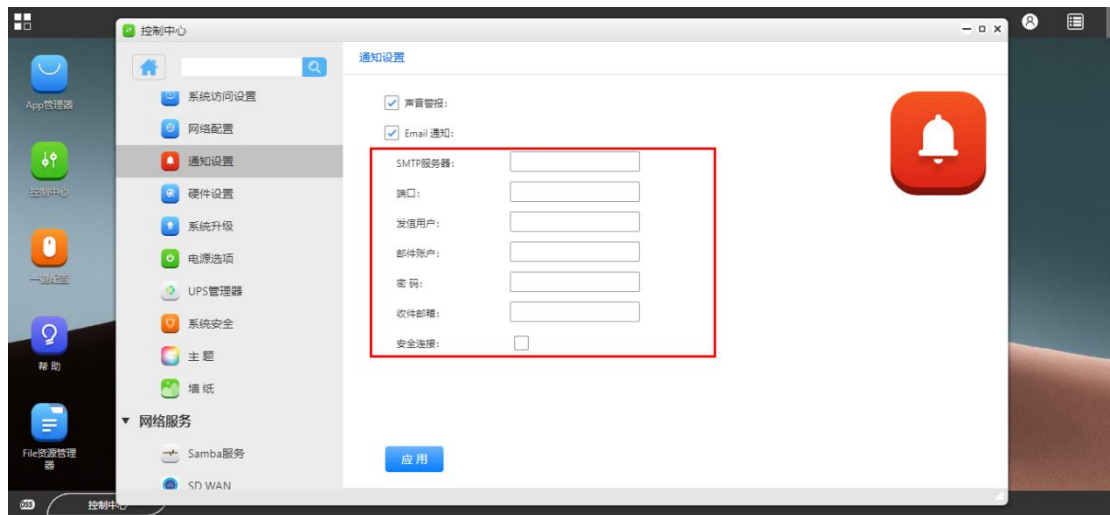 控制中心
App管理器
控制中心
一键配置
帮 助
File资源管理
器
系统访问设置
网络配置
通知设置
硬件设置
系统升级
电源选项
UPS管理器
系统安全
主 题
墙 纸
网络服务
Samba服务
SD WAN
通知设置
声音警报:
Email 通知:
SMTP服务器:
端口:
发信用户:
邮件账户:
密 码:
收件邮箱:
安全连接:
应 用
OSS
控制中心